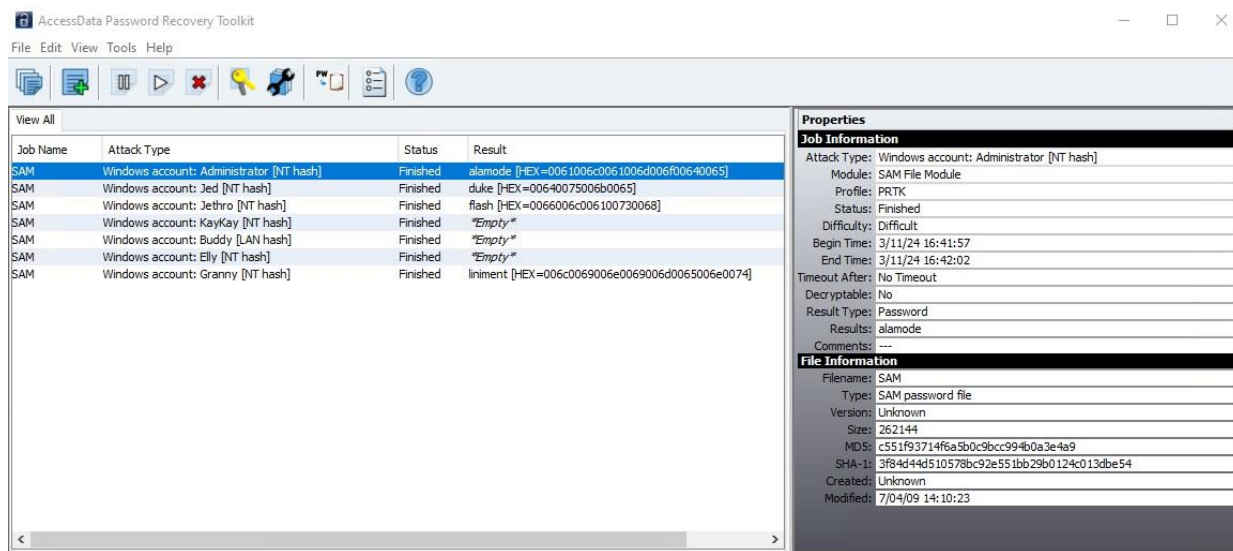 AccessData Password Recovery Toolkit
File Edit View Tools Help
PW
View All
Job Name Attack Type Status Result
SAM Windows account: Administrator [NT hash] Finished alamode [HEX=0061006c0061006d006f00640065]
SAM Windows account: Jed [NT hash] Finished duke [HEX=00640075006b0065]
SAM Windows account: Jethro [NT hash] Finished flash [HEX=0066006c006100730068]
SAM Windows account: KayKay [NT hash] Finished *Empty*
SAM Windows account: Buddy [LAN hash] Finished *Empty*
SAM Windows account: Elly [NT hash] Finished *Empty*
SAM Windows account: Granny [NT hash] Finished liniment [HEX=006c0069006e0069006d0065006e0074]
Properties
Job Information
Attack Type: Windows account: Administrator [NT hash]
Module: SAM File Module
Profile: PRTK
Status: Finished
Difficulty: Difficult
Begin Time: 3/11/24 16:41:57
End Time: 3/11/24 16:42:02
Timeout After: No Timeout
Decryptable: No
Result Type: Password
Results: alamode
Comments: ---
File Information
Filename: SAM
Type: SAM password file
Version: Unknown
Size: 262144
MD5: c551f93714f6a5b0c9bcc994b0a3e4a9
SHA-1: 3f84d44d510578bc92e551bb29b0124c013dbe54
Created: Unknown
Modified: 7/04/09 14:10:23